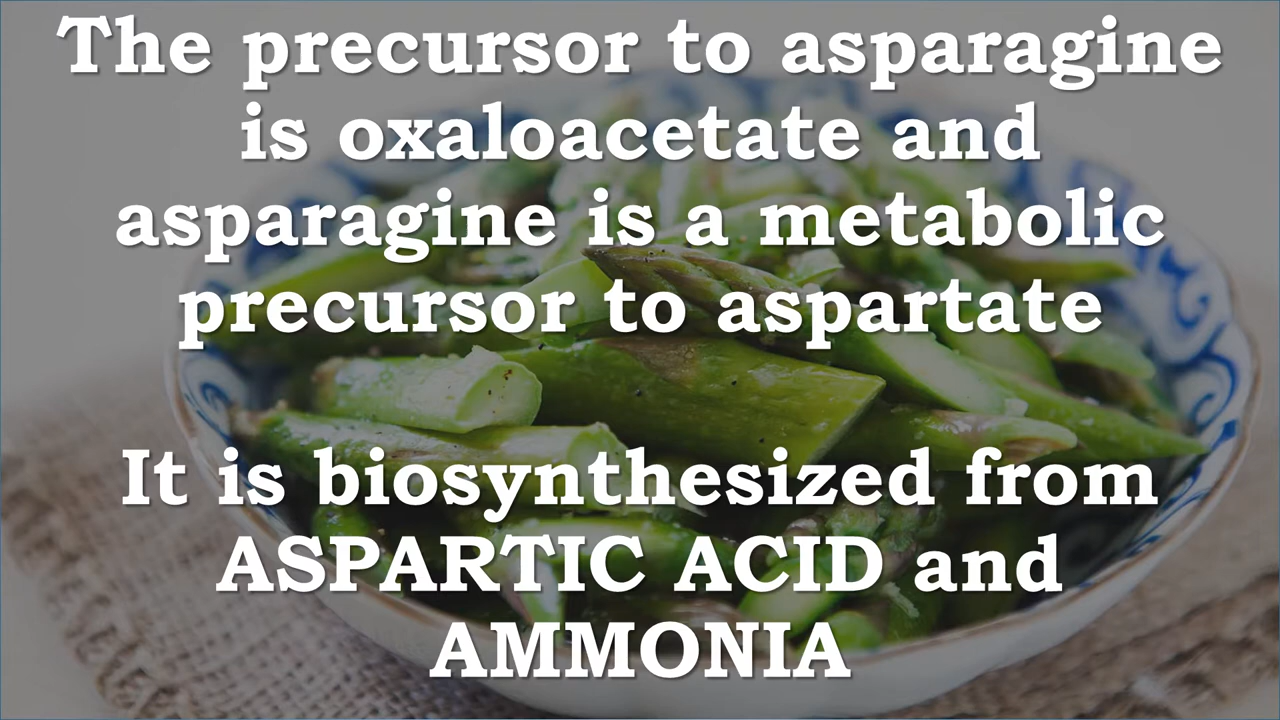 The precursor to asparagine
is oxaloacetate and
asparagine is a metabolic
precursor to aspartate
It is biosynthesized from
ASPARTIC ACID and
AMMONIA